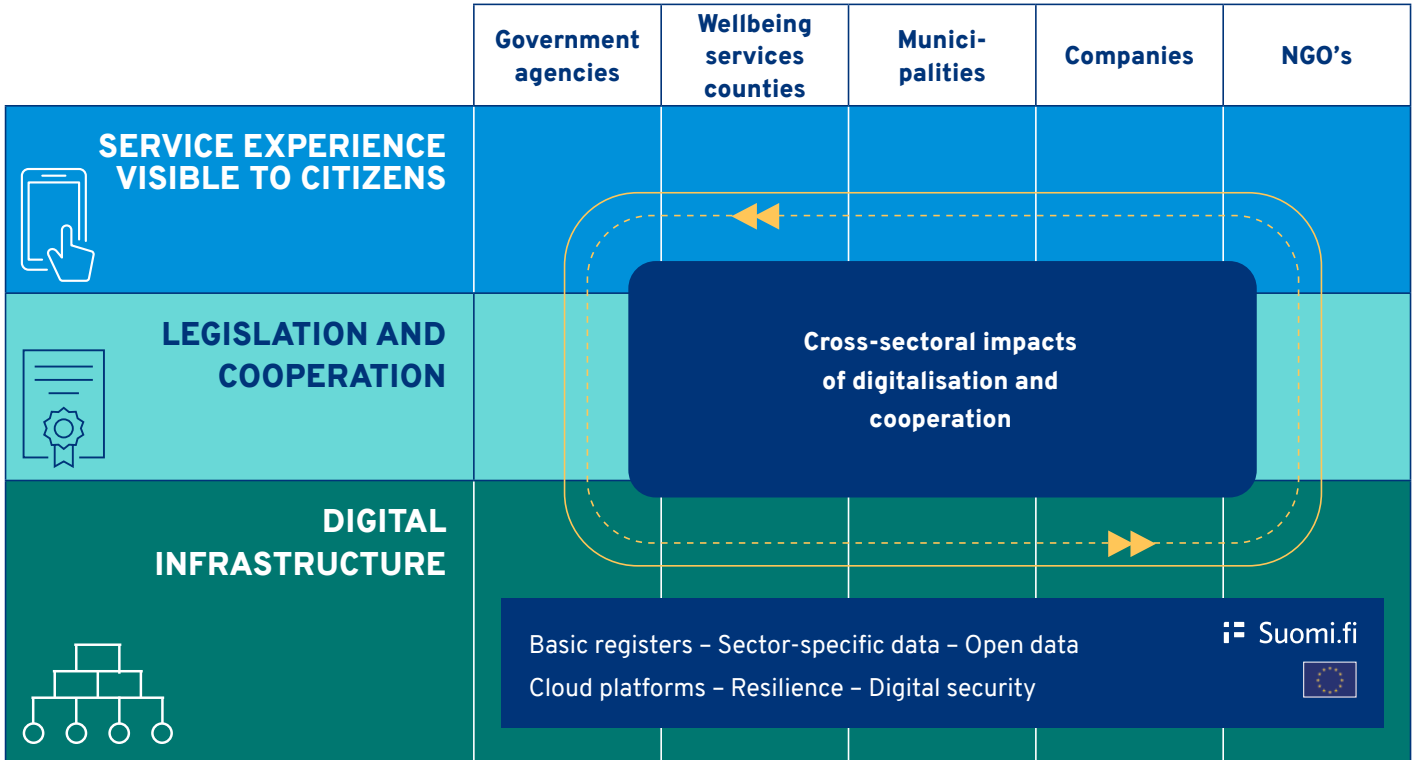 Government
agencies
Wellbeing
services
counties
Munici-
palities
Companies
NGO's
SERVICE EXPERIENCE
VISIBLE TO CITIZENS
LEGISLATION AND
COOPERATION
Cross-sectoral impacts
of digitalisation and
cooperation
DIGITAL
INFRASTRUCTURE
Basic registers – Sector-specific data – Open data
Cloud platforms – Resilience – Digital security
Suomi.fi